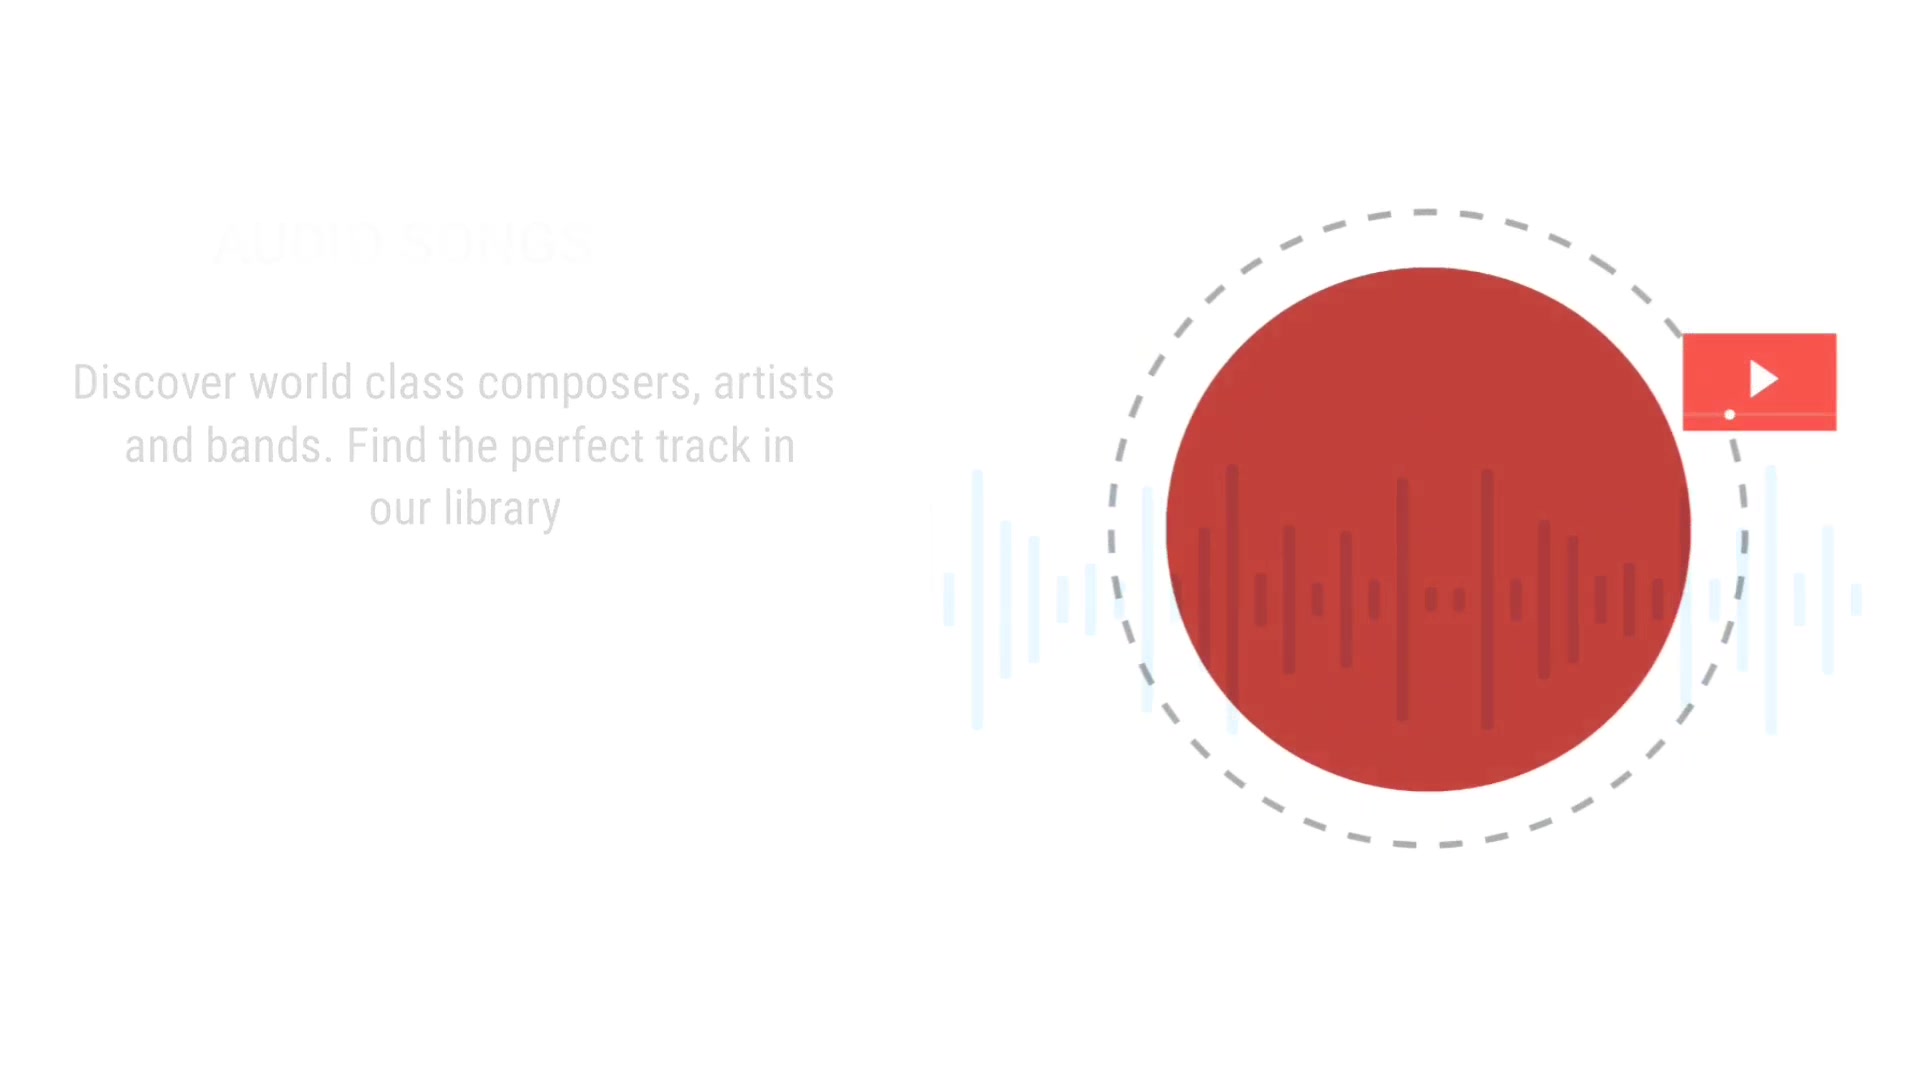 AUDIO SONGS
Discover world class composers, artists
and bands. Find the perfect track in
our library